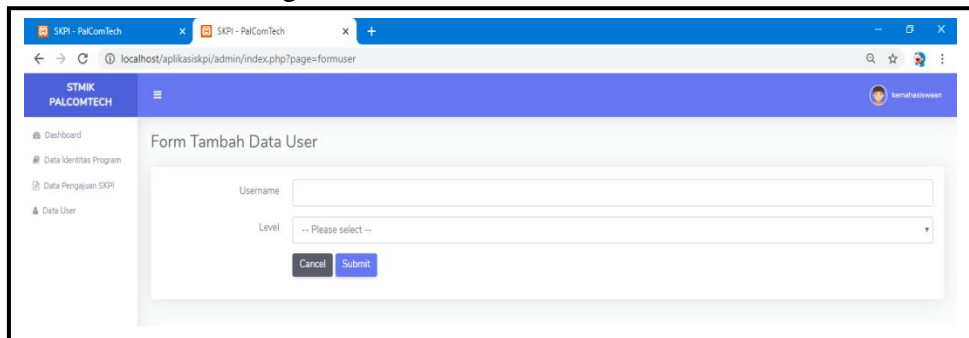 SKPI - PalComTech
SKPI - PalComTech
localhost/aplikasiskpi/admin/index.php?page=formuser
STMIK
PALCOMTECH
kemahasiswaan
Dashboard
Data Identitas Program
Data Pengajuan SKPI
Data User
Form Tambah Data User
Username
Level
-- Please select --
Cancel
Submit